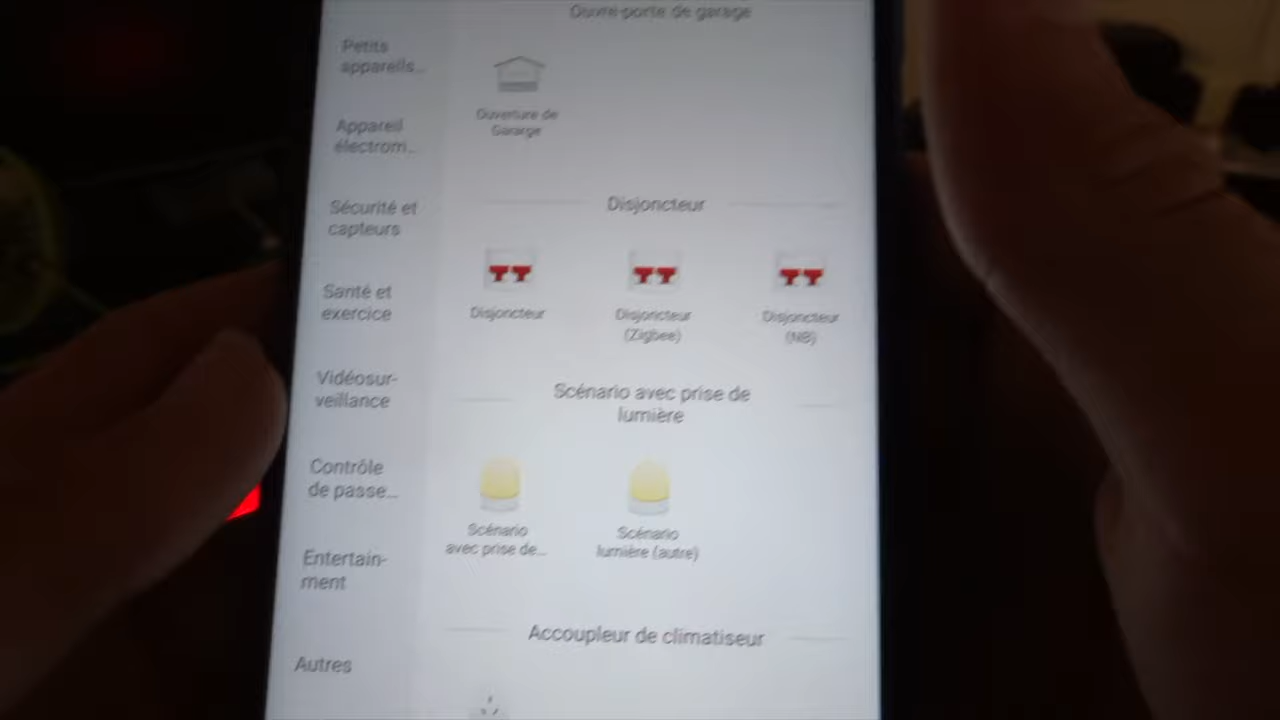 Ouvre-porte de garage
Petits
appareils...
Appareil
électrom...
Sécurité et
capteurs
Santé et
exercice
Vidéosur-
veillance
Contrôle
de passe...
Entertain-
ment
Autres
Ouverture de
Gararge
Disjoncteur
Disjoncteur
Disjoncteur
(Zigbee)
Disjoncteur
(NB)
Scénario avec prise de
lumière
Scénario
avec prise de...
Scénario
lumière (autre)
Accoupleur de climatiseur